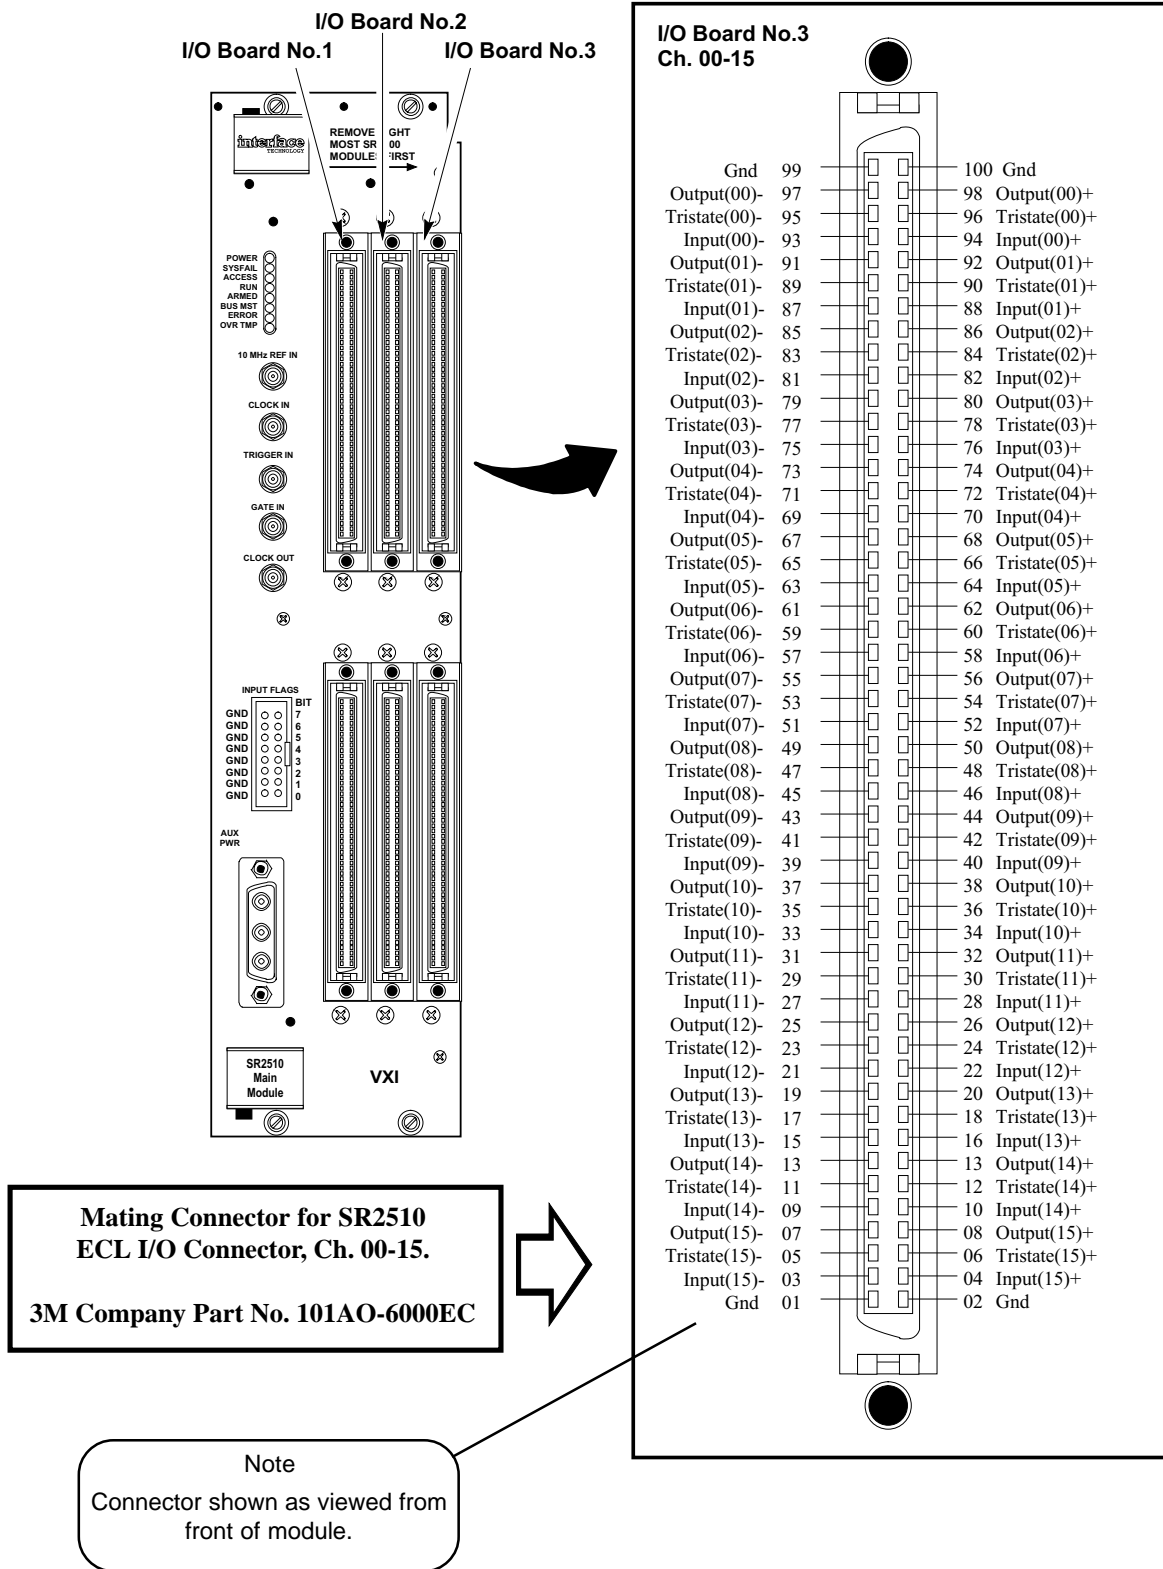 I/O Board No.2
I/O Board No.1
I/O Board No.3
interface
TECHNOLOGY
REMOVE GHT
MOST SR 00
MODULES FIRST
POWER
SYSFAIL
ACCESS
RUN
ARMED
BUS MST
ERROR
OVR TMP
10 MHz REF IN
CLOCK IN
TRIGGER IN
GATE IN
CLOCK OUT
INPUT FLAGS
BIT
GND 7
GND 6
GND 5
GND 4
GND 3
GND 2
GND 1
GND 0
AUX
PWR
SR2510
Main
Module
VXI
I/O Board No.3
Ch. 00-15
Gnd 99 100 Gnd
Output(00)- 97 98 Output(00)+
Tristate(00)- 95 96 Tristate(00)+
Input(00)- 93 94 Input(00)+
Output(01)- 91 92 Output(01)+
Tristate(01)- 89 90 Tristate(01)+
Input(01)- 87 88 Input(01)+
Output(02)- 85 86 Output(02)+
Tristate(02)- 83 84 Tristate(02)+
Input(02)- 81 82 Input(02)+
Output(03)- 79 80 Output(03)+
Tristate(03)- 77 78 Tristate(03)+
Input(03)- 75 76 Input(03)+
Output(04)- 73 74 Output(04)+
Tristate(04)- 71 72 Tristate(04)+
Input(04)- 69 70 Input(04)+
Output(05)- 67 68 Output(05)+
Tristate(05)- 65 66 Tristate(05)+
Input(05)- 63 64 Input(05)+
Output(06)- 61 62 Output(06)+
Tristate(06)- 59 60 Tristate(06)+
Input(06)- 57 58 Input(06)+
Output(07)- 55 56 Output(07)+
Tristate(07)- 53 54 Tristate(07)+
Input(07)- 51 52 Input(07)+
Output(08)- 49 50 Output(08)+
Tristate(08)- 47 48 Tristate(08)+
Input(08)- 45 46 Input(08)+
Output(09)- 43 44 Output(09)+
Tristate(09)- 41 42 Tristate(09)+
Input(09)- 39 40 Input(09)+
Output(10)- 37 38 Output(10)+
Tristate(10)- 35 36 Tristate(10)+
Input(10)- 33 34 Input(10)+
Output(11)- 31 32 Output(11)+
Tristate(11)- 29 30 Tristate(11)+
Input(11)- 27 28 Input(11)+
Output(12)- 25 26 Output(12)+
Tristate(12)- 23 24 Tristate(12)+
Input(12)- 21 22 Input(12)+
Output(13)- 19 20 Output(13)+
Tristate(13)- 17 18 Tristate(13)+
Input(13)- 15 16 Input(13)+
Output(14)- 13 13 Output(14)+
Tristate(14)- 11 12 Tristate(14)+
Input(14)- 09 10 Input(14)+
Output(15)- 07 08 Output(15)+
Tristate(15)- 05 06 Tristate(15)+
Input(15)- 03 04 Input(15)+
Gnd 01 02 Gnd
Mating Connector for SR2510
ECL I/O Connector, Ch. 00-15.
3M Company Part No. 101AO-6000EC
Note
Connector shown as viewed from
front of module.